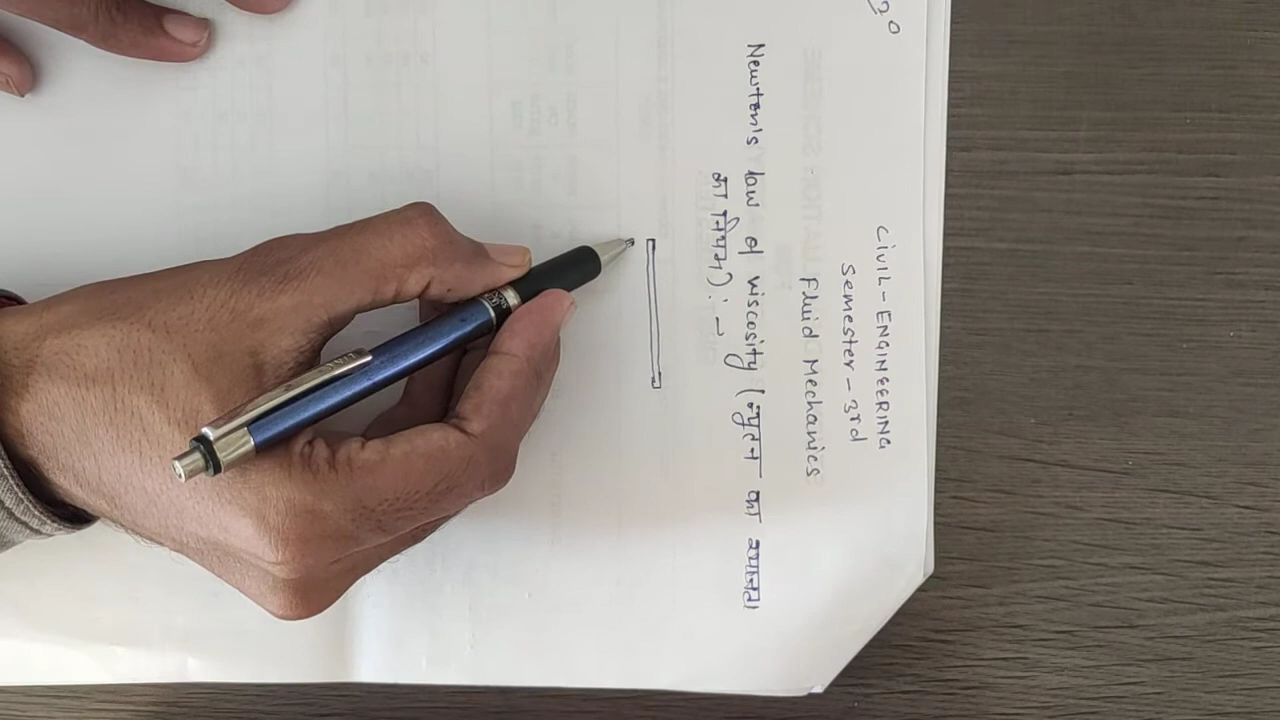 CIVIL-ENGINEERING
Semester-3rd
Fluid Mechanics
Newton's law of viscosity (न्यूटन का श्यानता
का नियम):-